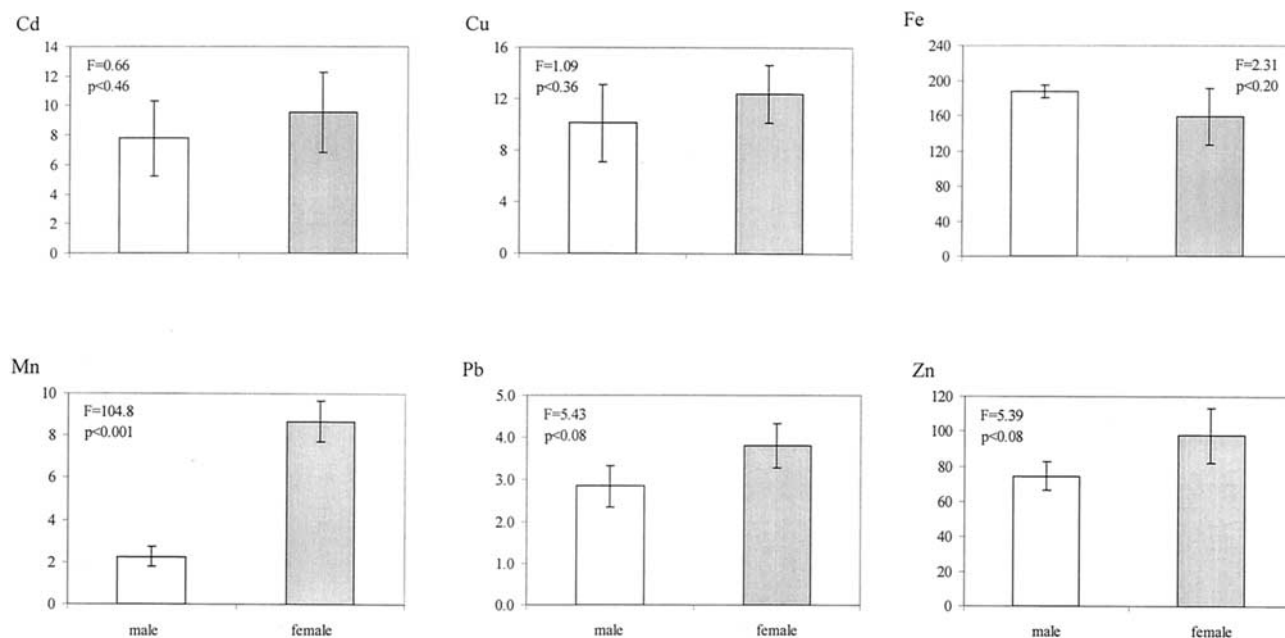 Cd
14
12
10
8
6
4
2
0
F=0.66
p<0.46
Cu
16
12
8
4
0
F=1.09
p<0.36
Fe
240
200
160
120
80
40
0
F=2.31
p<0.20
Mn
10
8
6
4
2
0
F=104.8
p<0.001
male female
Pb
5.0
4.0
3.0
2.0
1.0
0.0
F=5.43
p<0.08
male female
Zn
120
100
80
60
40
20
0
F=5.39
p<0.08
male female